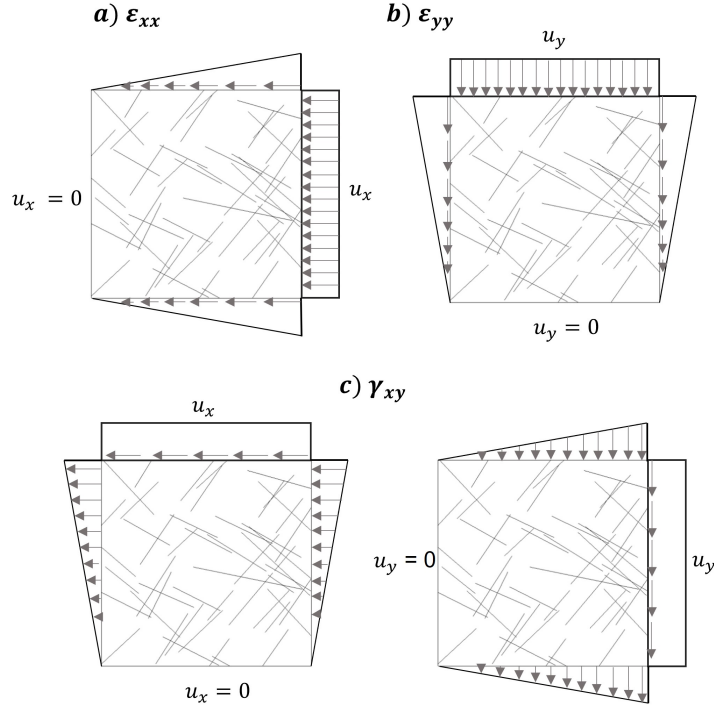 a) εxx
b) εyy
uy
ux = 0
ux
uy = 0
c) γxy
ux
uy = 0
uy
ux = 0